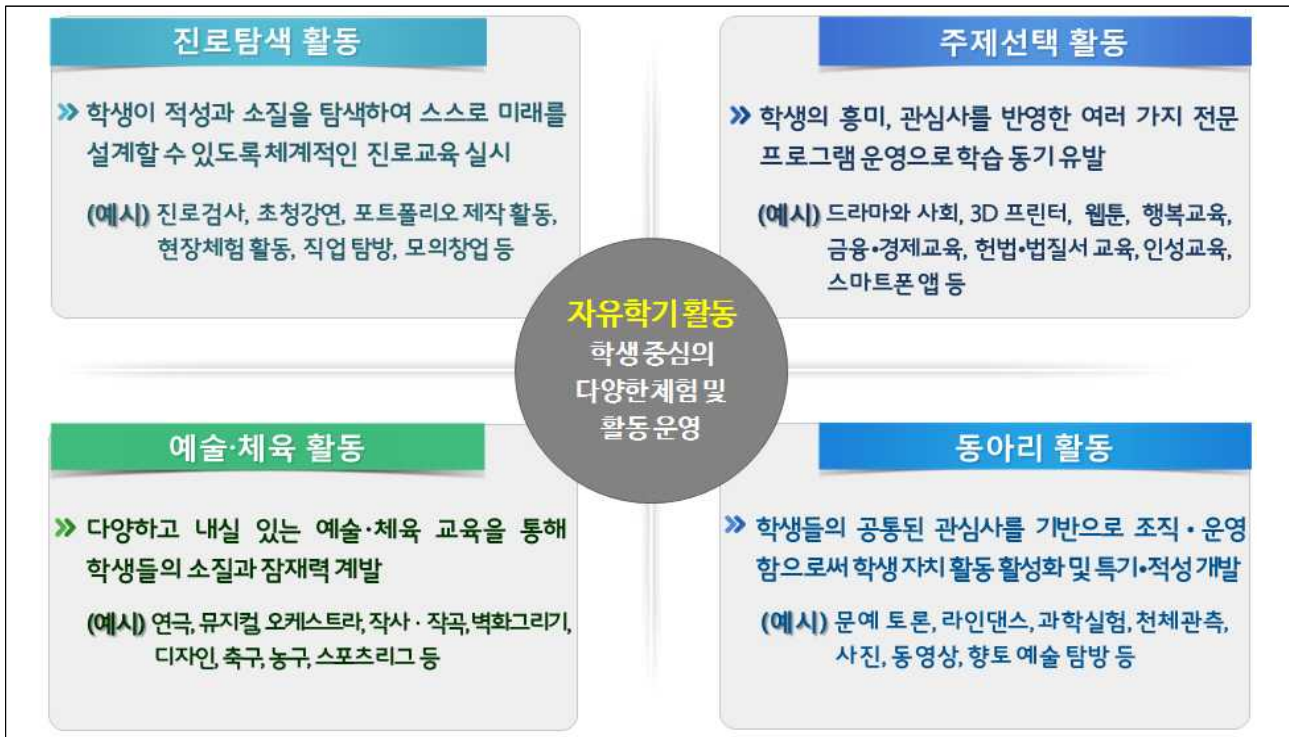 진로탐색 활동
» 학생이 적성과 소질을 탐색하여 스스로 미래를
설계할 수 있도록 체계적인 진로교육 실시
(예시) 진로검사, 초청강연, 포트폴리오 제작 활동,
현장체험 활동, 직업 탐방, 모의창업 등
주제선택 활동
» 학생의 흥미, 관심사를 반영한 여러 가지 전문
프로그램 운영으로 학습 동기 유발
(예시) 드라마와 사회, 3D 프린터, 웹툰, 행복교육,
금융•경제교육, 헌법•법질서 교육, 인성교육,
스마트폰 앱 등
자유학기 활동
학생 중심의
다양한 체험 및
활동 운영
예술·체육 활동
» 다양하고 내실 있는 예술·체육 교육을 통해
학생들의 소질과 잠재력 계발
(예시) 연극, 뮤지컬, 오케스트라, 작사 · 작곡, 벽화그리기,
디자인, 축구, 농구, 스포츠리그 등
동아리 활동
» 학생들의 공통된 관심사를 기반으로 조직 • 운영
함으로써 학생 자치 활동 활성화 및 특기•적성 개발
(예시) 문예 토론, 라인댄스, 과학실험, 천체관측,
사진, 동영상, 향토 예술 탐방 등